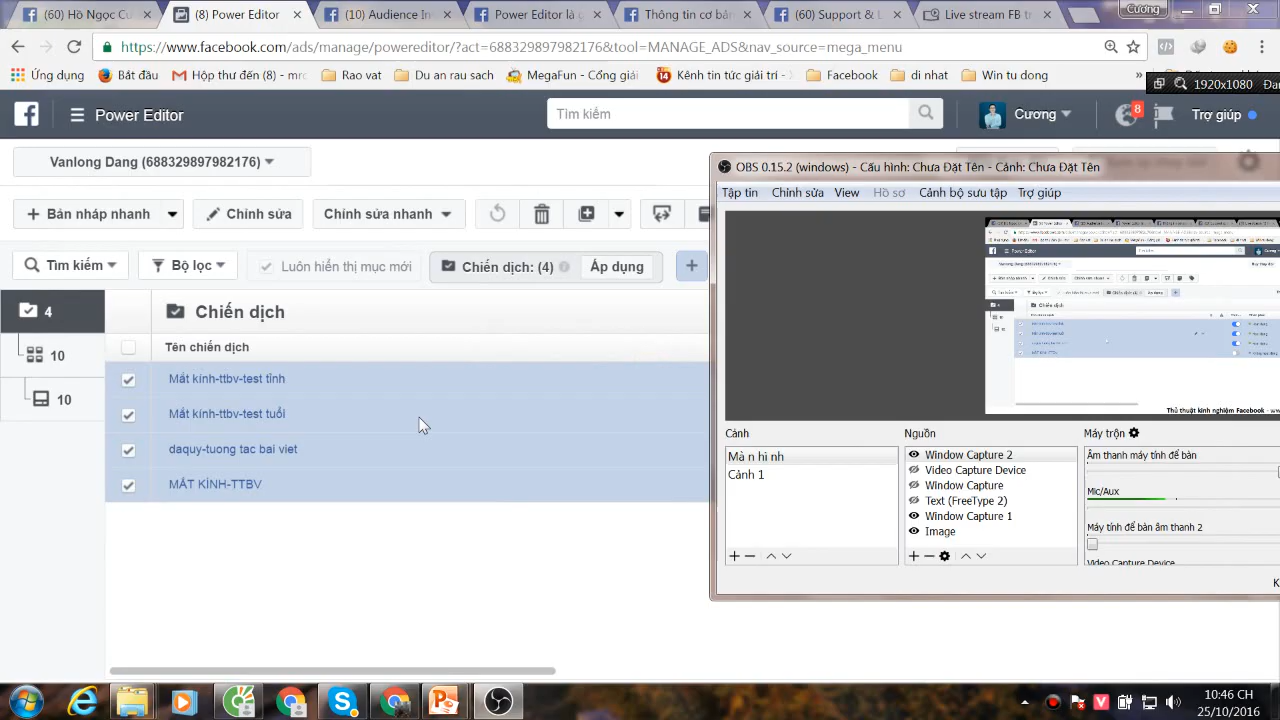 (60) Hồ Ngọc Cư
(8) Power Editor
(10) Audience
Power Editor là g
Thông tin cơ bản
(60) Support &
Live stream FB tr
Cương
https://www.facebook.com/ads/manage/powereditor/?act=688329897982176&tool=MANAGE_ADS&nav_source=mega_menu
Ứng dụng
Bắt đầu
Hộp thư đến (8) - mrc
Rao vat
Du an rau sach
MegaFun - Cổng giải
Kênh tin tức giải trí -
Facebook
di nhat
Win tu dong
1920x1080
Power Editor
Tìm kiếm
Cương
8
Trợ giúp
Vanlong Dang (688329897982176)
OBS 0.15.2 (windows) - Cấu hình: Chưa Đặt Tên - Cảnh: Chưa Đặt Tên
Tập tin
Chỉnh sửa
View
Hồ sơ
Cảnh bộ sưu tập
Trợ giúp
Bản nháp nhanh
Chỉnh sửa
Chỉnh sửa nhanh
Tìm kiếm
Bộ lọc
Luôn hiển thị mục mới
Chiến dịch: (4)
Áp dụng
4
Chiến dịch
10
Tên chiến dịch
10
Mắt kính-ttbv-test tỉnh
Mắt kính-ttbv-test tuổi
daquy-tuong tac bai viet
MẮT KÍNH-TTBV
Thủ thuật kinh nghiệm Facebook - ww
Cảnh
Mà n hì nh
Cảnh 1
Nguồn
Window Capture 2
Video Capture Device
Window Capture
Text (FreeType 2)
Window Capture 1
Image
Máy trộn
Âm thanh máy tính để bàn
Mic/Aux
Máy tính để bàn âm thanh 2
Video Capture Device
10:46 CH
25/10/2016